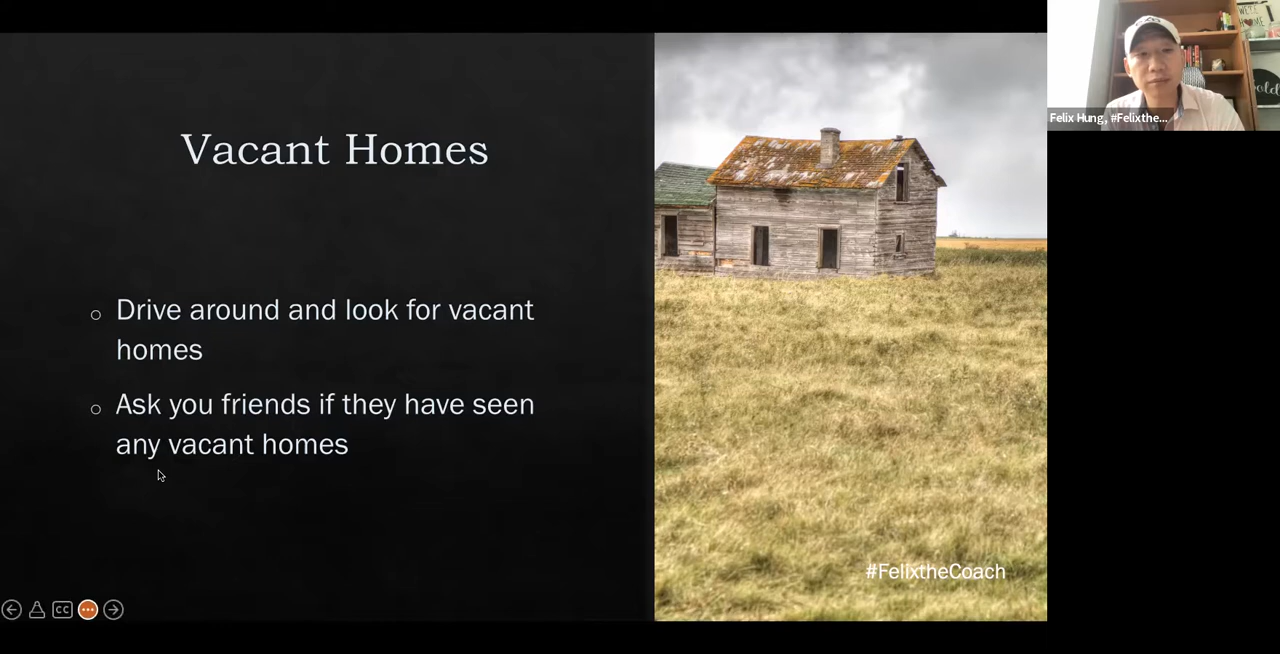 Vacant Homes
Drive around and look for vacant
homes
Ask you friends if they have seen
any vacant homes
#FelixtheCoach
CC
Felix Hung, #Felixthe...